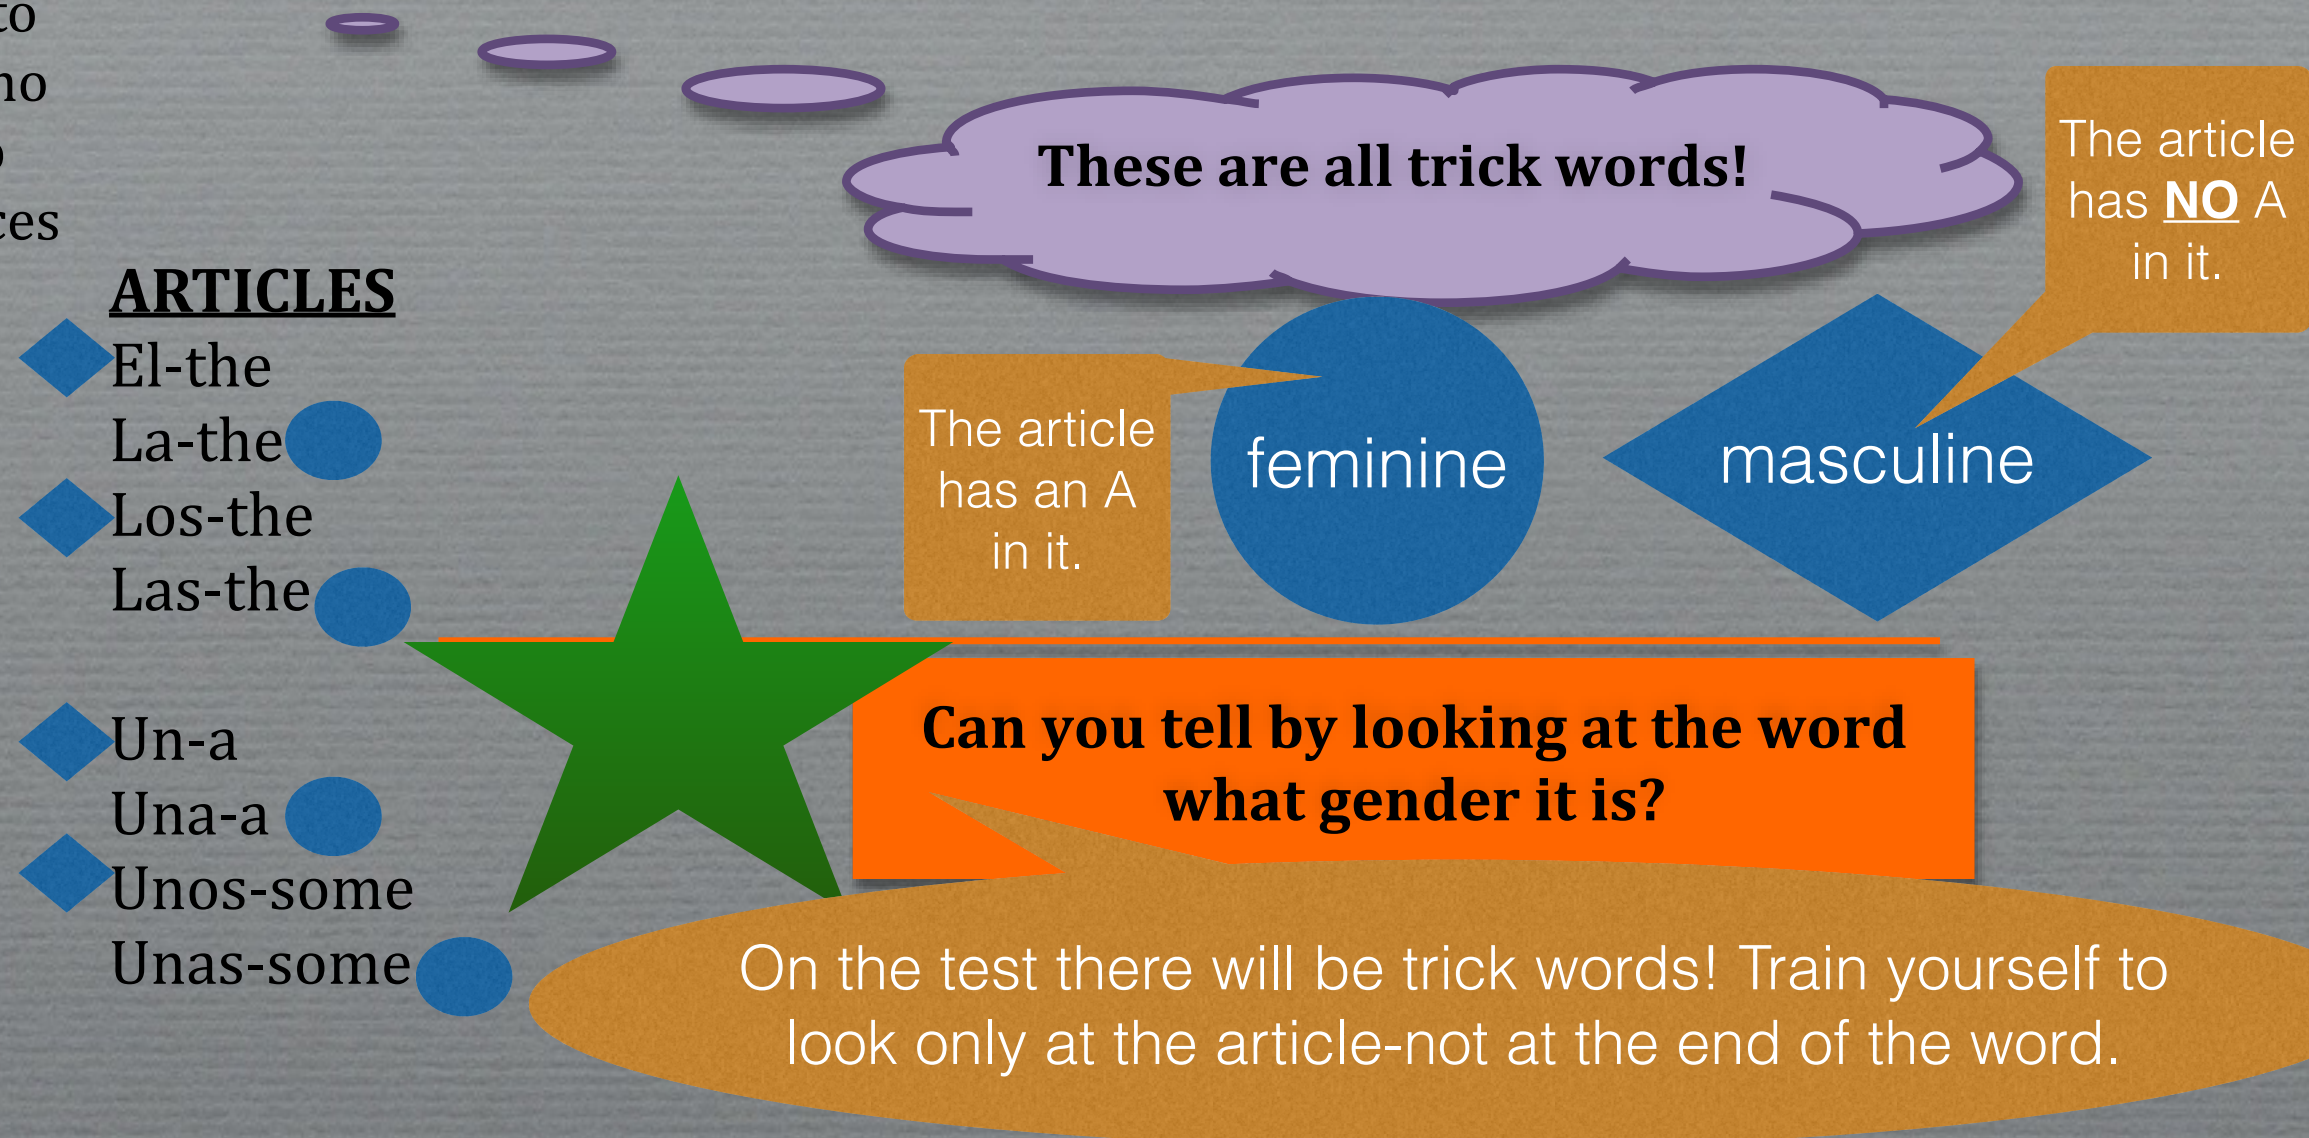 to
These are all trick words!
The article
has NO A
in it.
ARTICLES
El-the
La-the
Los-the
Las-the
Un-a
Una-a
Unos-some
Unas-some
The article
has an A
in it.
feminine
masculine
Can you tell by looking at the word
what gender it is?
On the test there will be trick words! Train yourself to
look only at the article-not at the end of the word.